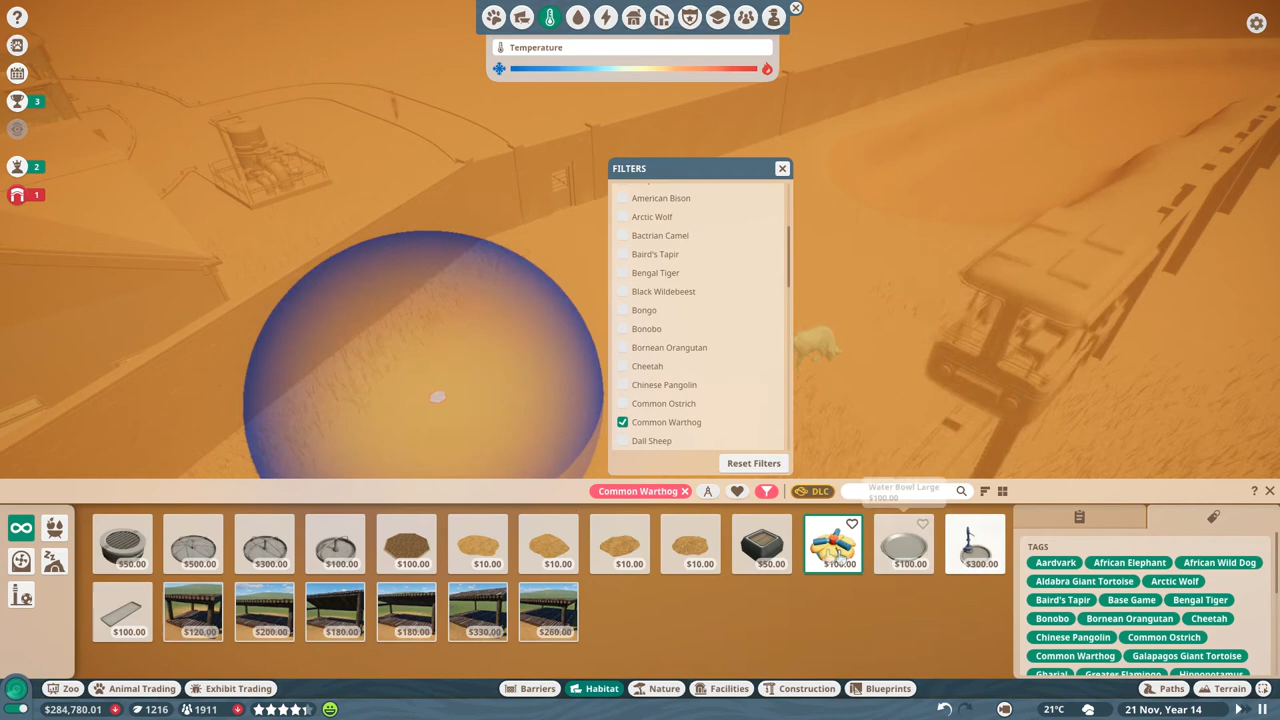 ?
Temperature
3
2
1
FILTERS
American Bison
Arctic Wolf
Bactrian Camel
Baird's Tapir
Bengal Tiger
Black Wildebeest
Bongo
Bonobo
Bornean Orangutan
Cheetah
Chinese Pangolin
Common Ostrich
Common Warthog
Dall Sheep
Reset Filters
Common Warthog
DLC
Water Bowl Large
$100.00
?
$50.00
$500.00
$300.00
$100.00
$100.00
$10.00
$10.00
$10.00
$10.00
$50.00
$100.00
$100.00
$300.00
$100.00
$120.00
$200.00
$180.00
$180.00
$330.00
$260.00
TAGS
Aardvark
African Elephant
African Wild Dog
Aldabra Giant Tortoise
Arctic Wolf
Baird's Tapir
Base Game
Bengal Tiger
Bonobo
Bornean Orangutan
Cheetah
Chinese Pangolin
Common Ostrich
Common Warthog
Galapagos Giant Tortoise
Gharial
Greater Flamingo
Hippopotamus
Zoo
Animal Trading
Exhibit Trading
Barriers
Habitat
Nature
Facilities
Construction
Blueprints
Paths
Terrain
$284,780.01
1216
1911
21°C
21 Nov, Year 14